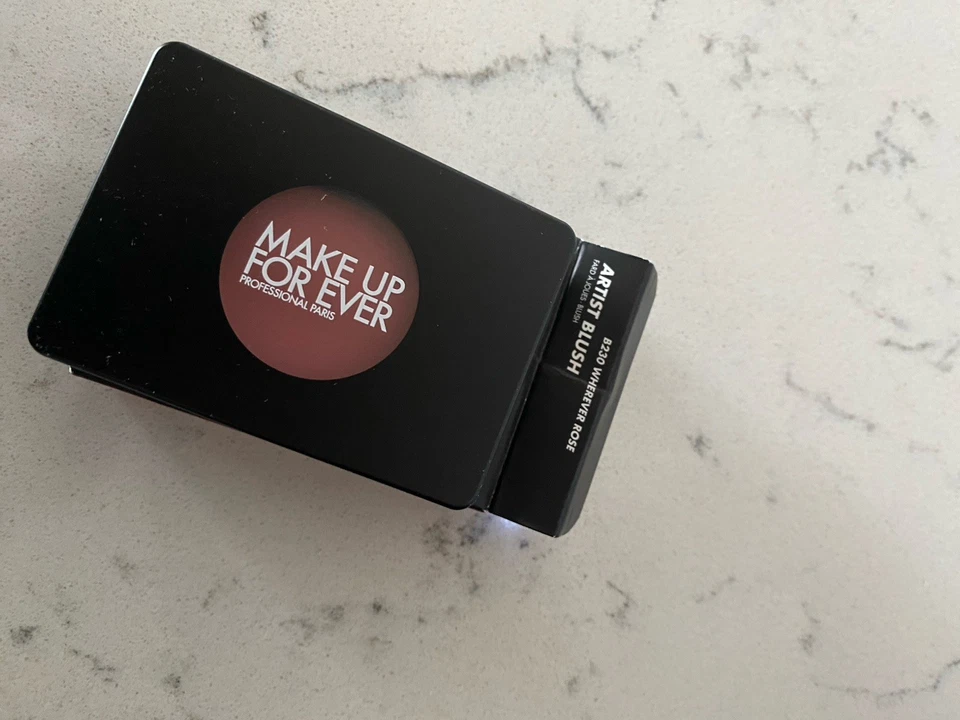 MAKE UP
FOR EVER
PROFESSIONAL PARIS
ARTIST BLUSH
FARD À JOUES - BLUSH
B230 WHEREVER ROSE